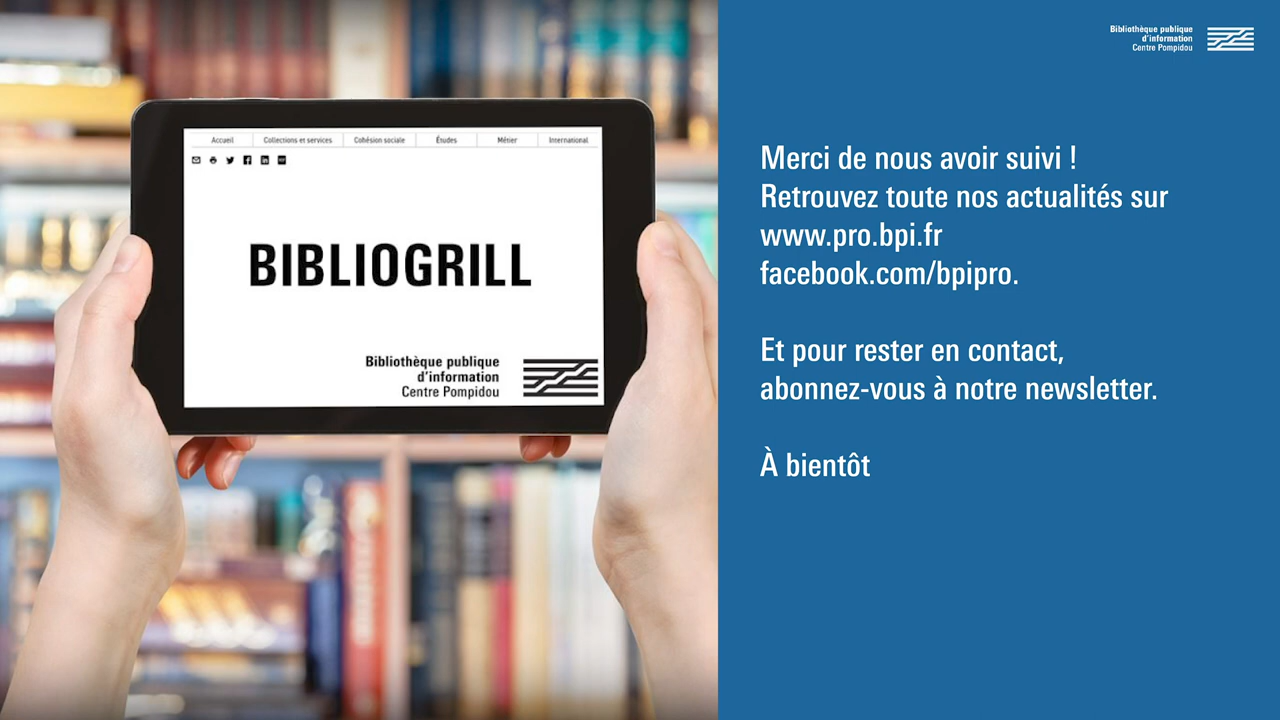 Accueil
Collections et services
Cohésion sociale
Études
Métier
International
BIBLIOGRILL
Bibliothèque publique
d'information
Centre Pompidou
Bibliothèque publique
d'information
Centre Pompidou
Merci de nous avoir suivi !
Retrouvez toute nos actualités sur
www.pro.bpi.fr
facebook.com/bpipro.
Et pour rester en contact,
abonnez-vous à notre newsletter.
À bientôt